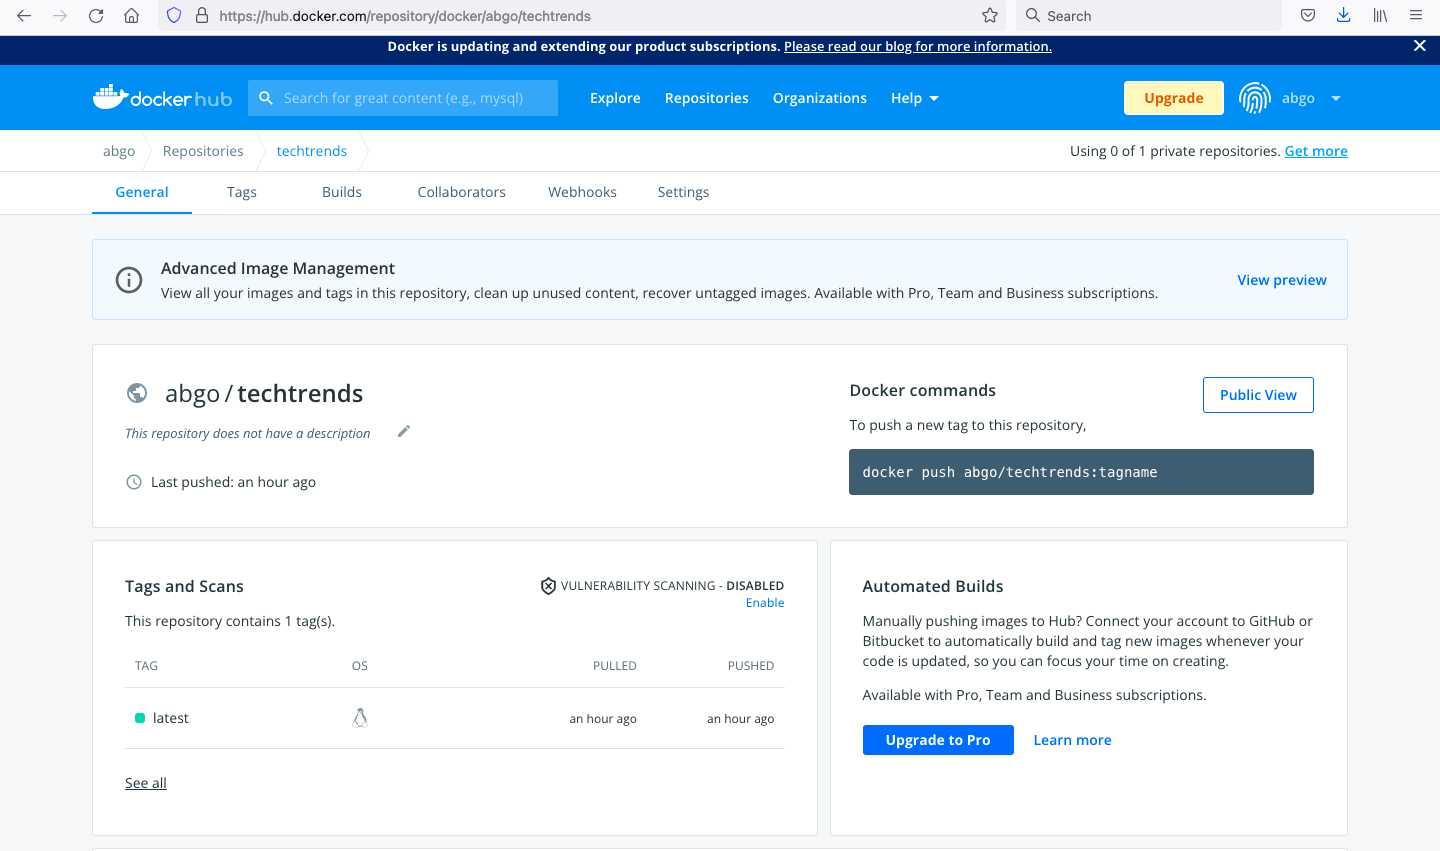 https://hub.docker.com/repository/docker/abgo/techtrends
Search
Docker is updating and extending our product subscriptions. Please read our blog for more information.
docker hub
Search for great content (e.g., mysql)
Explore
Repositories
Organizations
Help
Upgrade
abgo
abgo
Repositories
techtrends
Using 0 of 1 private repositories. Get more
General
Tags
Builds
Collaborators
Webhooks
Settings
Advanced Image Management
View all your images and tags in this repository, clean up unused content, recover untagged images. Available with Pro, Team and Business subscriptions.
View preview
abgo / techtrends
This repository does not have a description
Last pushed: an hour ago
Docker commands
Public View
To push a new tag to this repository,
docker push abgo/techtrends:tagname
Tags and Scans
VULNERABILITY SCANNING - DISABLED
Enable
This repository contains 1 tag(s).
TAG
OS
PULLED
PUSHED
latest
an hour ago
an hour ago
See all
Automated Builds
Manually pushing images to Hub? Connect your account to GitHub or
Bitbucket to automatically build and tag new images whenever your
code is updated, so you can focus your time on creating.
Available with Pro, Team and Business subscriptions.
Upgrade to Pro
Learn more